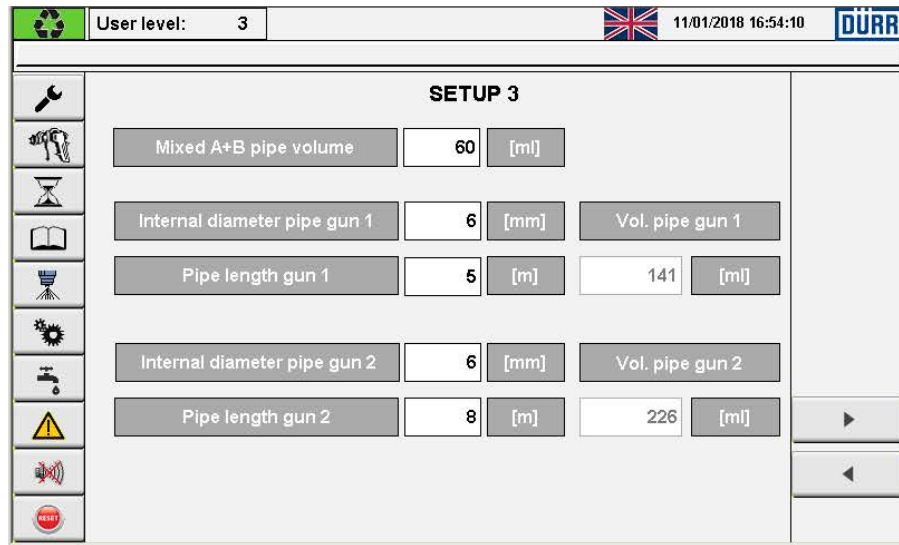 User level: 3
11/01/2018 16:54:10
DÜRR
SETUP 3
Mixed A+B pipe volume 60 [ml]
Internal diameter pipe gun 1 6 [mm] Vol. pipe gun 1
Pipe length gun 1 5 [m] 141 [ml]
Internal diameter pipe gun 2 6 [mm] Vol. pipe gun 2
Pipe length gun 2 8 [m] 226 [ml]
RESET